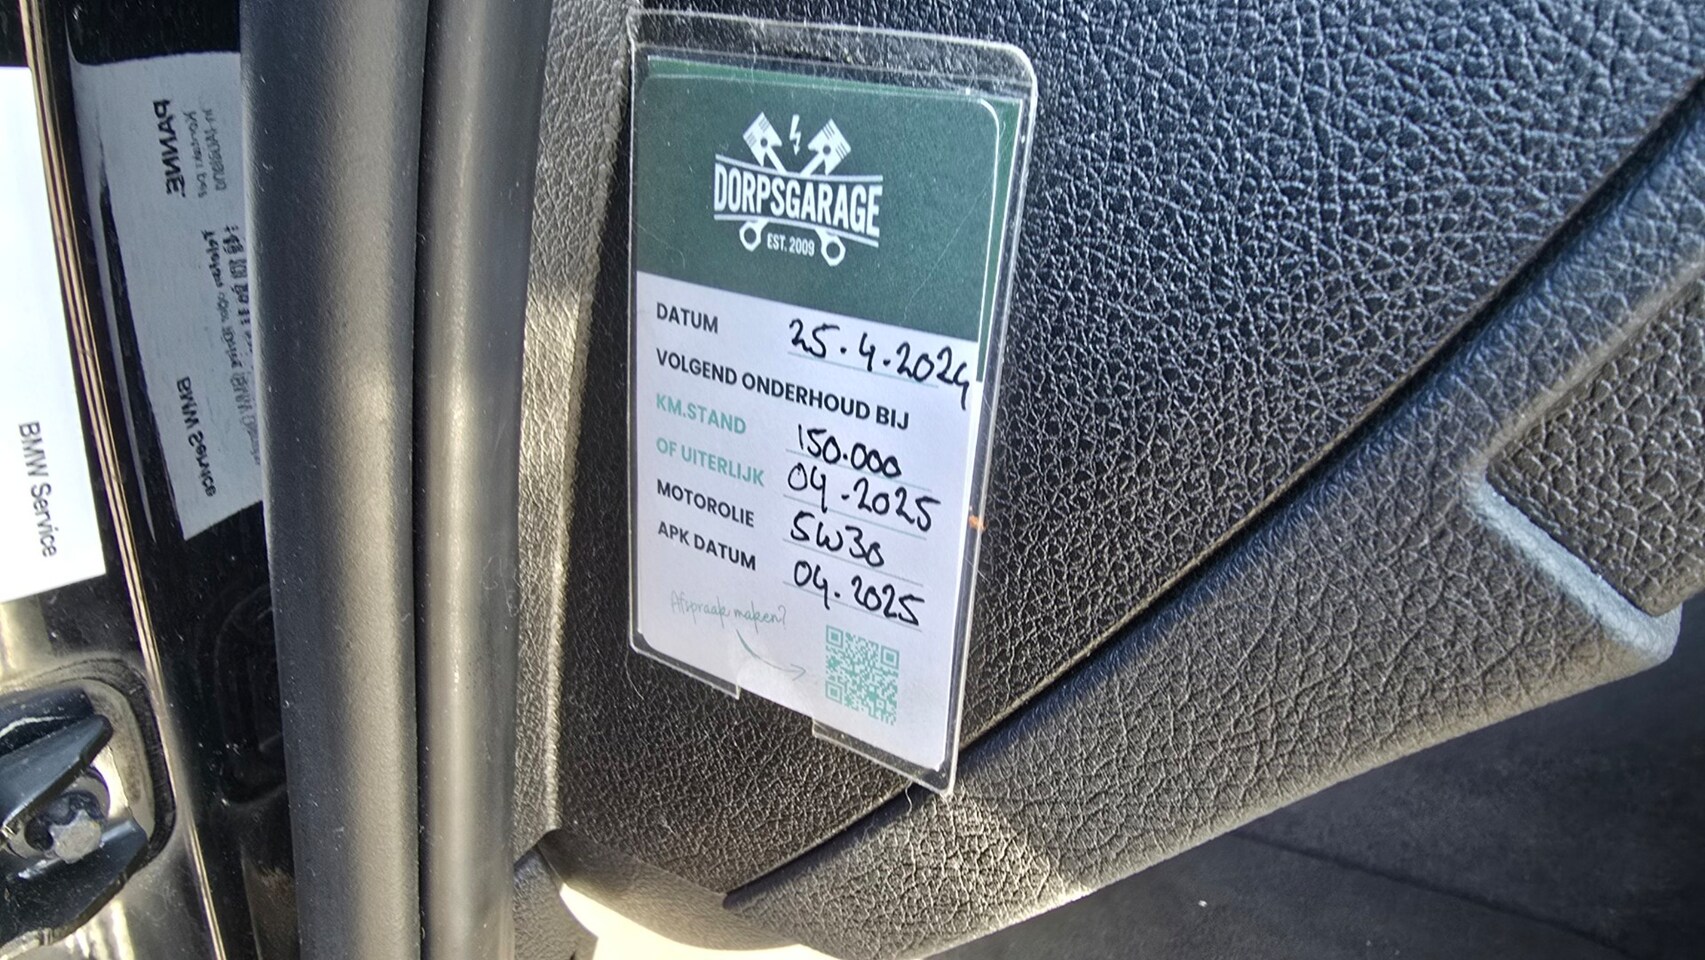 DORPSGARAGE
EST. 2009
DATUM 25.4.2024
VOLGEND ONDERHOUD BIJ
KM.STAND 150.000
OF UITERLIJK 04.2025
MOTOROLIE 5W30
APK DATUM 04.2025
Afspraak maken?
BMW Service
PANNE
BMW Service